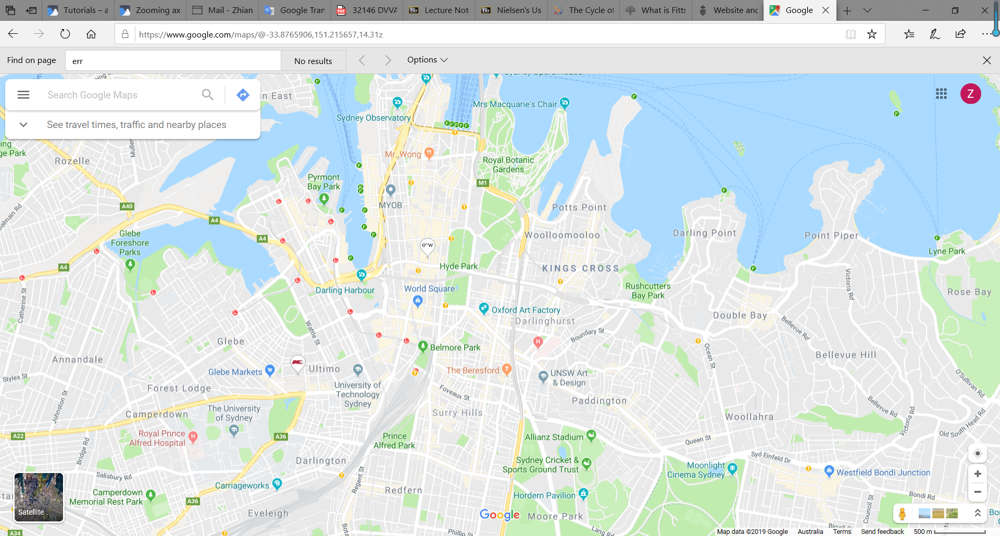 Tutorials – a
Zooming ax
Mail - Zhian
Google Tran
32146 DVVA
Lecture Not
Nielsen's Us
The Cycle of
What is Fitts
Website and
Google
https://www.google.com/maps/@-33.8765906,151.215657,14.31z
Find on page
err
No results
Options
Search Google Maps
See travel times, traffic and nearby places
n East
Z
Sydney Opera House
Mrs Macquarie's Chair
Sydney Observatory
ing
ge Park
Rozelle
Mullen
Mr. Wong
Royal Botanic
Gardens
Pyrmont
Bay Park
M1
MYOB
A40
Balmain Rd
A4
Potts Point
Glebe
Foreshore
Parks
A4
Woolloomooloo
Darling Point
Point Piper
Lyne Park
A4
Hyde Park
KINGS CROSS
Darling Harbour
World Square
Rushcutters
Bay Park
Victoria Rd
Rose Bay
Catherine St
Oxford Art Factory
Darlinghurst
Double Bay
Bellevue Rd
Wattle St
Boundary St
Glebe
Belmore Park
Ocean St
Annandale
Bellevue Hill
Glebe Markets
Ultimo
The Beresford
UNSW Art
& Design
Styles St
O'Sullivan Rd
Forest Lodge
University of
Technology
Sydney
Foveaux St
Johnston St
Paddington
Bellevue Rd
Camperdown
The University
of Sydney
Surry Hills
Woollahra
Victoria Rd
Old South Head Rd
A22
Royal Prince
Alfred Hospital
A36
Prince
Alfred Park
Allianz Stadium
Queen St
Bridge Rd
Darlington
Sydney Cricket &
Sports Ground Trust
Syd Einfeld Dr
Moonlight
Cinema Sydney
Westfield Bondi Junction
Salisbury Rd
Regent St
Carriageworks
Redfern
Hordern Pavilion
Bondi Rd
Camperdown
Memorial Rest Park
A36
Council St
Satellite
Eveleigh
Google
Moore Park
Bo
A34
Phillip St
Lang Rd
Map data ©2019 Google
Australia
Terms
Send feedback
500 m